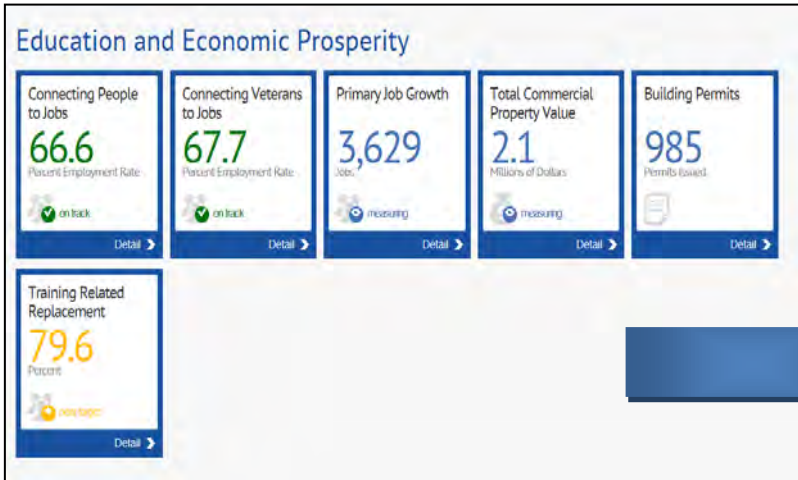 Education and Economic Prosperity
Connecting People
to Jobs
66.6
Percent Employment Rate
on track
Detail
Connecting Veterans
to Jobs
67.7
Percent Employment Rate
on track
Detail
Primary Job Growth
3,629
Jobs
measuring
Detail
Total Commercial
Property Value
2.1
Millions of Dollars
measuring
Detail
Building Permits
985
Permits Issued
Detail
Training Related
Replacement
79.6
Percent
near target
Detail